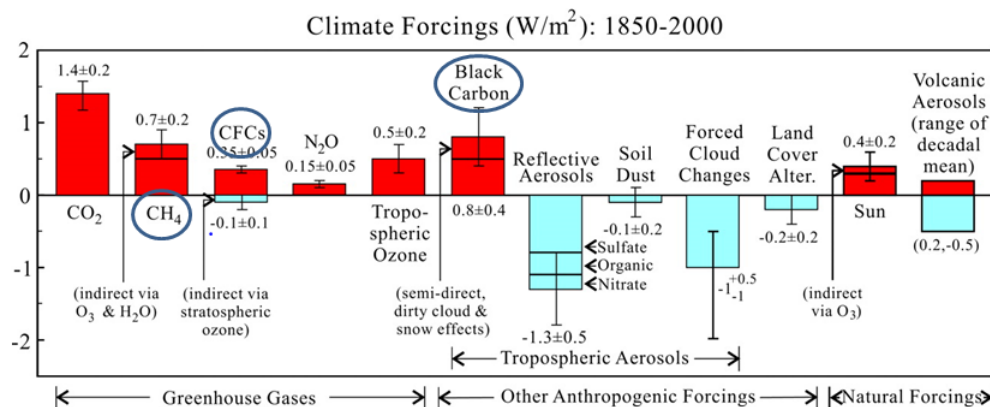 Climate Forcings (W/m²): 1850-2000
2
1
0
-1
-2
1.4±0.2
CO₂
0.7±0.2
CH₄
(indirect via
O₃ & H₂O)
CFCs
0.35±0.05
-0.1±0.1
(indirect via
stratospheric
ozone)
N₂O
0.15±0.05
0.5±0.2
Tropo-
spheric
Ozone
Black
Carbon
0.8±0.4
(semi-direct,
dirty cloud &
snow effects)
Reflective
Aerosols
Sulfate
Organic
Nitrate
-1.3±0.5
Soil
Dust
-0.1±0.2
Forced
Cloud
Changes
-1 +0.5 -1
Land
Cover
Alter.
-0.2±0.2
0.4±0.2
Sun
(indirect
via O₃)
Volcanic
Aerosols
(range of
decadal
mean)
(0.2,-0.5)
Tropospheric Aerosols
Greenhouse Gases
Other Anthropogenic Forcings
Natural Forcings